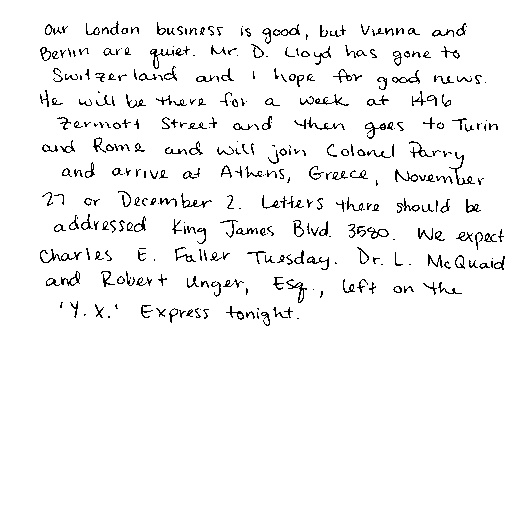 Our London business is good, but Vienna and
Berlin are quiet. Mr. D. Lloyd has gone to
Switzerland and I hope for good news.
He will be there for a week at 1496
Zermott Street and then goes to Turin
and Rome and will join Colonel Parry
and arrive at Athens, Greece, November
27 or December 2. Letters there should be
addressed King James Blvd. 3580. We expect
Charles E. Faller Tuesday. Dr. L. McQuaid
and Robert Unger, Esq., left on the
'Y.X.' Express tonight.